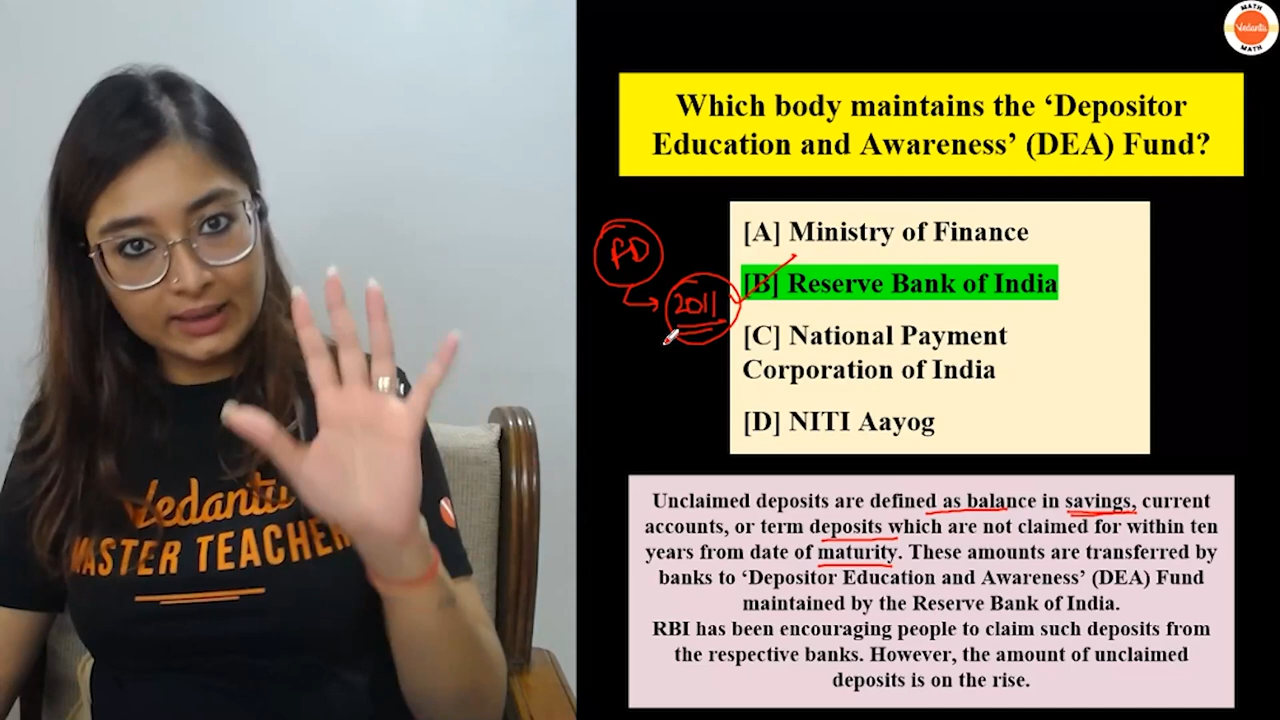 MATH
Vedantu
MATH
Which body maintains the ‘Depositor
Education and Awareness’ (DEA) Fund?
[A] Ministry of Finance
FD
[B] Reserve Bank of India
2011
[C] National Payment
Corporation of India
[D] NITI Aayog
Vedantu
MASTER TEACHER
Unclaimed deposits are defined as balance in savings, current
accounts, or term deposits which are not claimed for within ten
years from date of maturity. These amounts are transferred by
banks to ‘Depositor Education and Awareness’ (DEA) Fund
maintained by the Reserve Bank of India.
RBI has been encouraging people to claim such deposits from
the respective banks. However, the amount of unclaimed
deposits is on the rise.